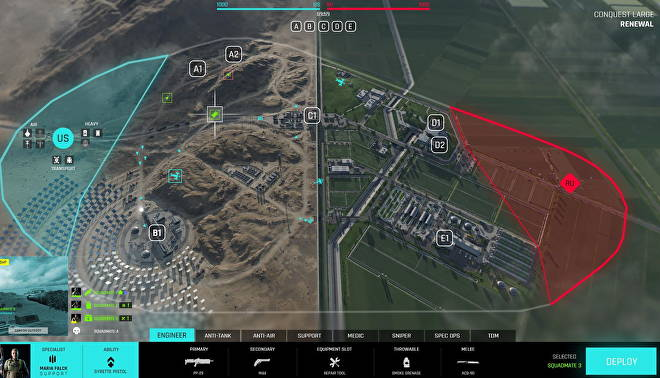 1000
US
RU
1000
CONQUEST LARGE
RENEWAL
A B C D E
A2
A1
AIR
HEAVY
US
TRANSPORT
C1
D1
D2
RU
B1
E1
SQUADMATE 4
ENGINEER
ANTI-TANK
ANTI-AIR
SUPPORT
MEDIC
SNIPER
SPEC OPS
TDM
SPECIALIST
MARIA FALCK
SUPPORT
ABILITY
SYRETTE PISTOL
PRIMARY
PP-29
SECONDARY
M44
EQUIPMENT SLOT
REPAIR TOOL
THROWABLE
SMOKE GRENADE
MELEE
ACB-90
SELECTED
SQUADMATE 3
DEPLOY